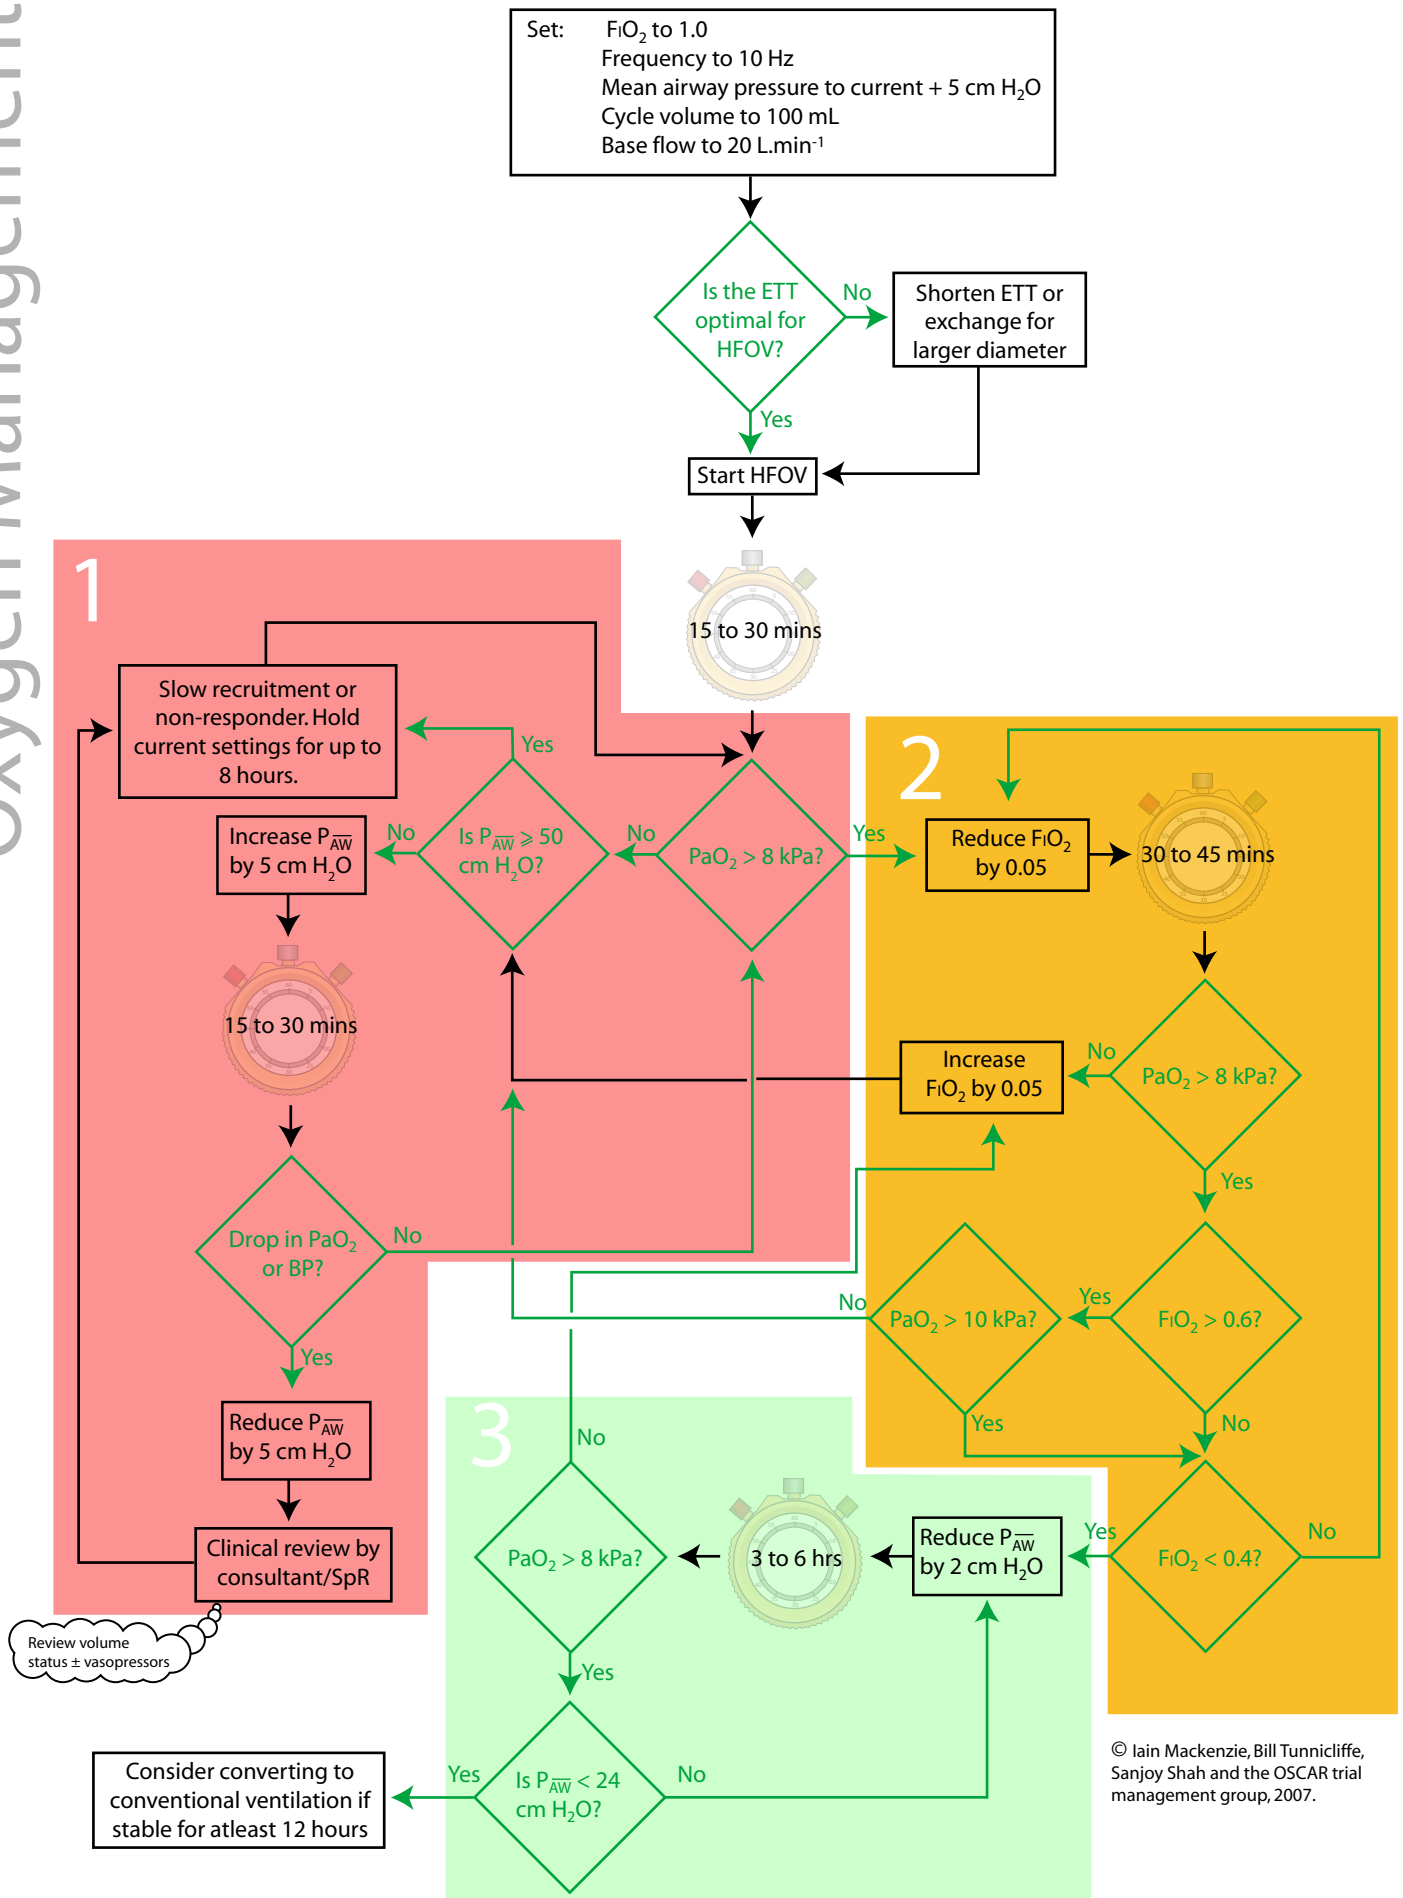 Oxygen Management
Set: FiO2 to 1.0
Frequency to 10 Hz
Mean airway pressure to current + 5 cm H2O
Cycle volume to 100 mL
Base flow to 20 L.min-1
Is the ETT
optimal for
HFOV?
No
Shorten ETT or
exchange for
larger diameter
Yes
Start HFOV
15 to 30 mins
1
Slow recruitment or
non-responder. Hold
current settings for up to
8 hours.
Yes
Is PAW ⩾ 50
cm H2O?
No
Increase PAW
by 5 cm H2O
No
PaO2 > 8 kPa?
Yes
15 to 30 mins
Drop in PaO2
or BP?
No
Yes
Reduce PAW
by 5 cm H2O
Clinical review by
consultant/SpR
Review volume
status ± vasopressors
2
Reduce FiO2
by 0.05
30 to 45 mins
PaO2 > 8 kPa?
No
Increase
FiO2 by 0.05
Yes
FiO2 > 0.6?
Yes
PaO2 > 10 kPa?
No
Yes
No
FiO2 < 0.4?
No
Yes
3
Reduce PAW
by 2 cm H2O
3 to 6 hrs
PaO2 > 8 kPa?
No
Yes
Is PAW < 24
cm H2O?
No
Yes
Consider converting to
conventional ventilation if
stable for atleast 12 hours
© Iain Mackenzie, Bill Tunnicliffe,
Sanjoy Shah and the OSCAR trial
management group, 2007.